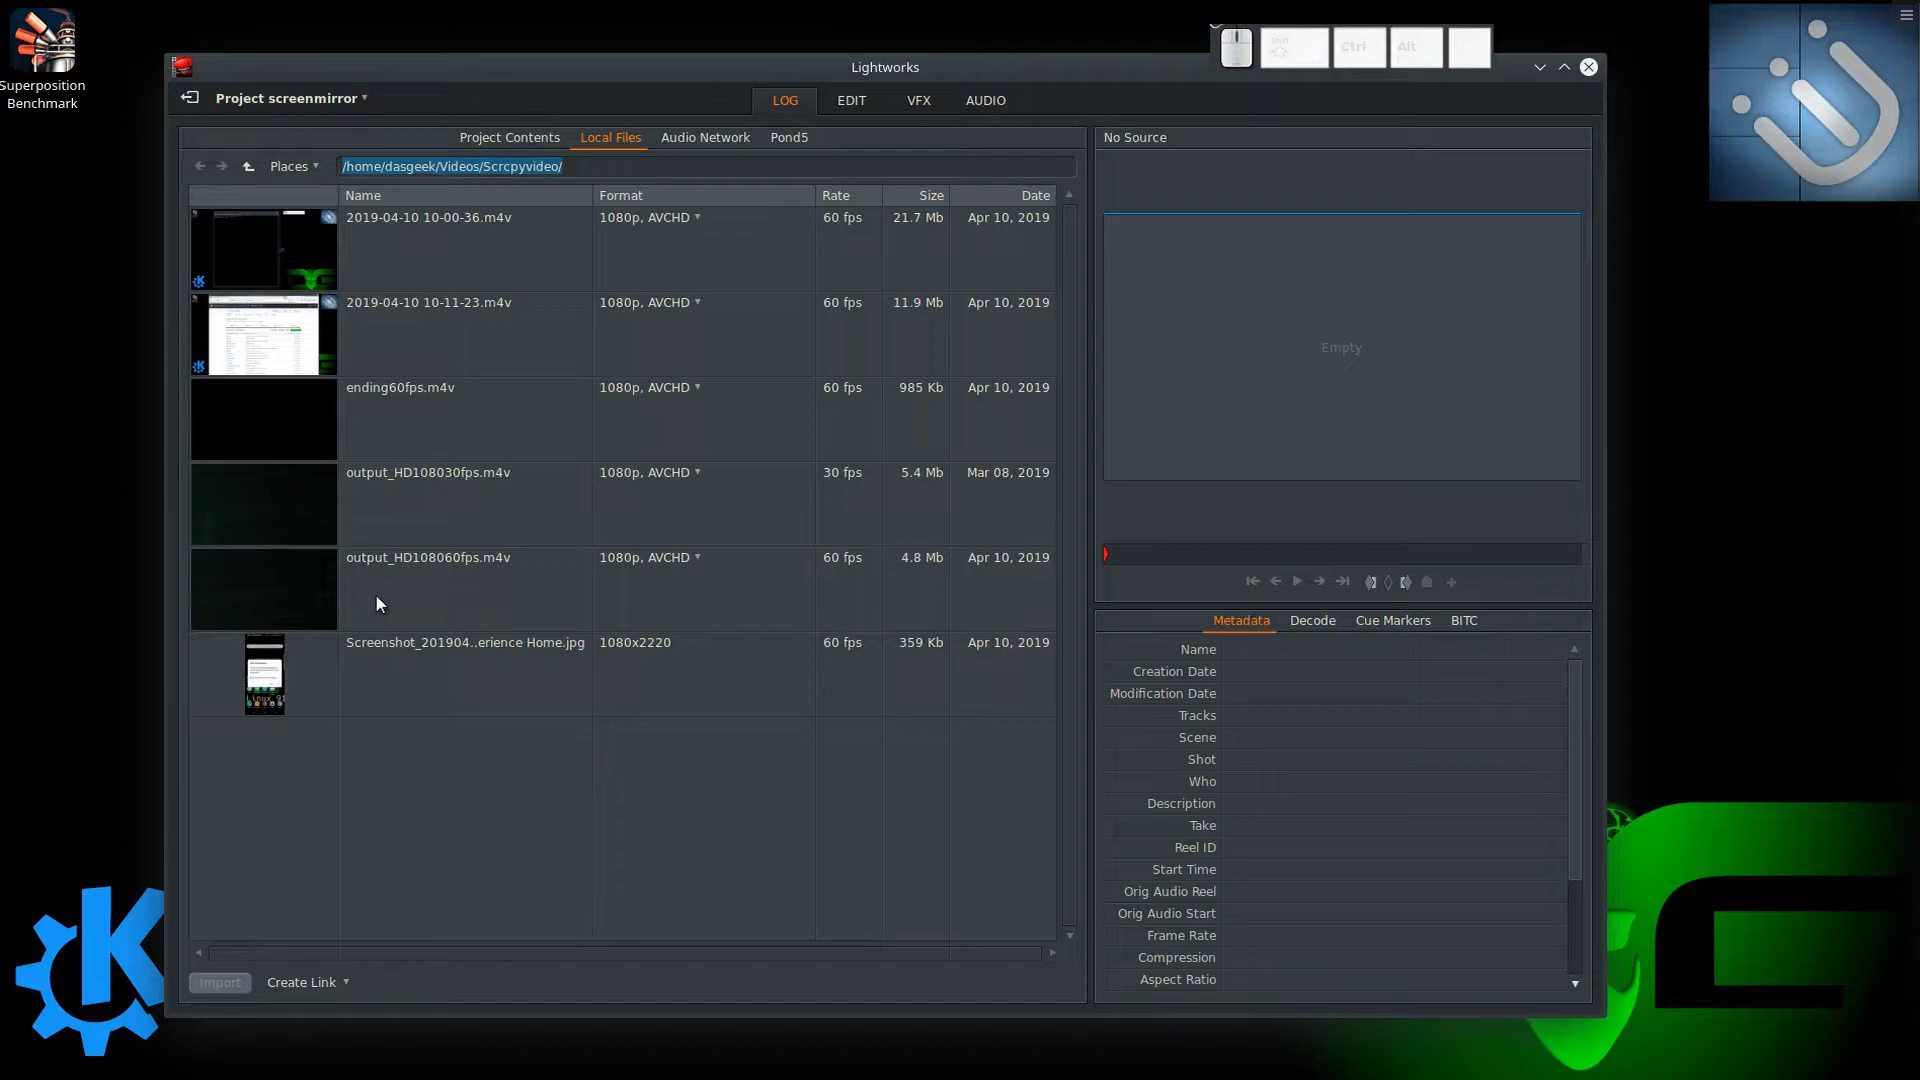 Superposition
Benchmark
Shift
Ctrl
Alt
Lightworks
Project screenmirror
LOG
EDIT
VFX
AUDIO
Project Contents
Local Files
Audio Network
Pond5
No Source
Places
/home/dasgeek/Videos/Scrcpyvideo/
Name Format Rate Size Date
2019-04-10 10-00-36.m4v 1080p, AVCHD 60 fps 21.7 Mb Apr 10, 2019
2019-04-10 10-11-23.m4v 1080p, AVCHD 60 fps 11.9 Mb Apr 10, 2019
ending60fps.m4v 1080p, AVCHD 60 fps 985 Kb Apr 10, 2019
output_HD108030fps.m4v 1080p, AVCHD 30 fps 5.4 Mb Mar 08, 2019
output_HD108060fps.m4v 1080p, AVCHD 60 fps 4.8 Mb Apr 10, 2019
Screenshot_201904..erience Home.jpg 1080x2220 60 fps 359 Kb Apr 10, 2019
Import
Create Link
Empty
Metadata
Decode
Cue Markers
BITC
Name
Creation Date
Modification Date
Tracks
Scene
Shot
Who
Description
Take
Reel ID
Start Time
Orig Audio Reel
Orig Audio Start
Frame Rate
Compression
Aspect Ratio